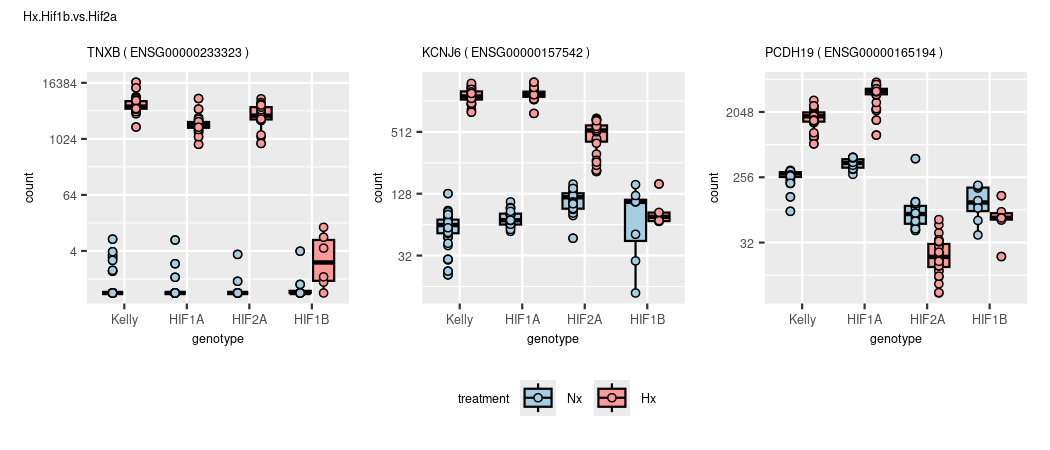 Hx.Hif1b.vs.Hif2a
TNXB ( ENSG00000233323 )
count
16384
1024
64
4
Kelly HIF1A HIF2A HIF1B
genotype
KCNJ6 ( ENSG00000157542 )
count
512
128
32
Kelly HIF1A HIF2A HIF1B
genotype
PCDH19 ( ENSG00000165194 )
count
2048
256
32
Kelly HIF1A HIF2A HIF1B
genotype
treatment Nx Hx